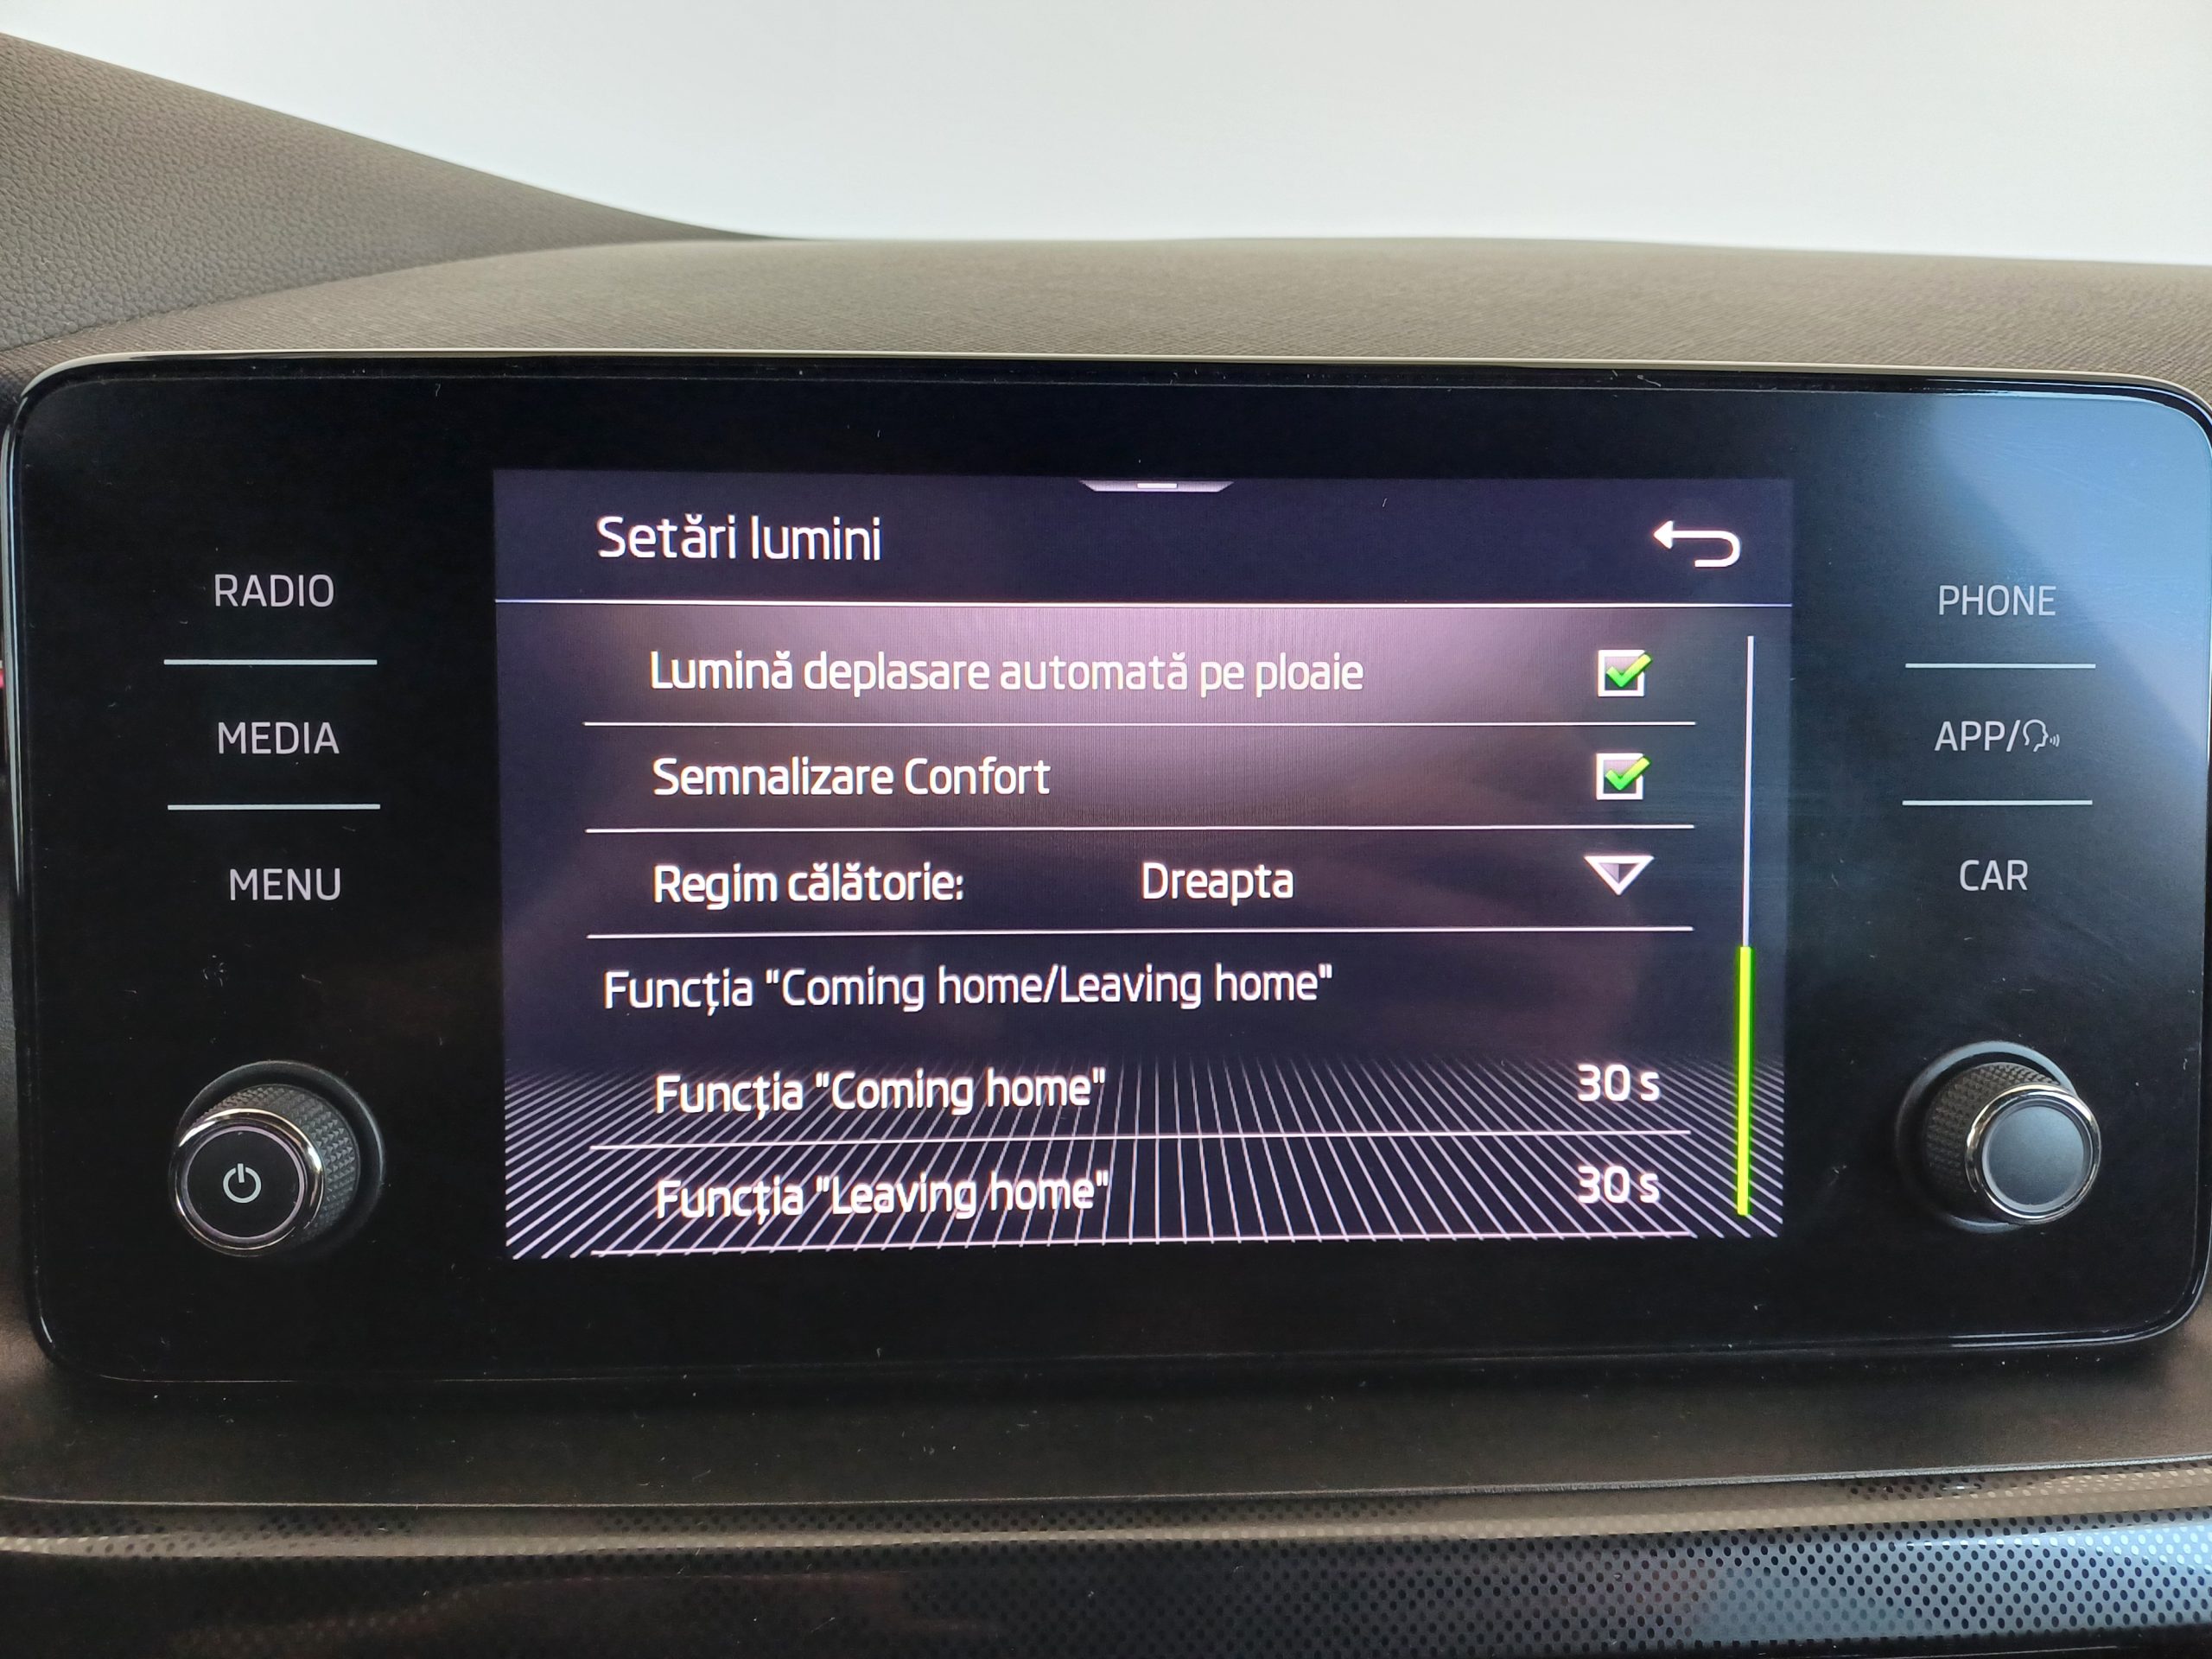 Setări lumini
RADIO
MEDIA
MENU
Lumină deplasare automată pe ploaie
Semnalizare Confort
Regim călătorie: Dreapta
Funcția "Coming home/Leaving home"
Funcția "Coming home" 30 s
Funcția "Leaving home" 30 s
PHONE
APP/
CAR